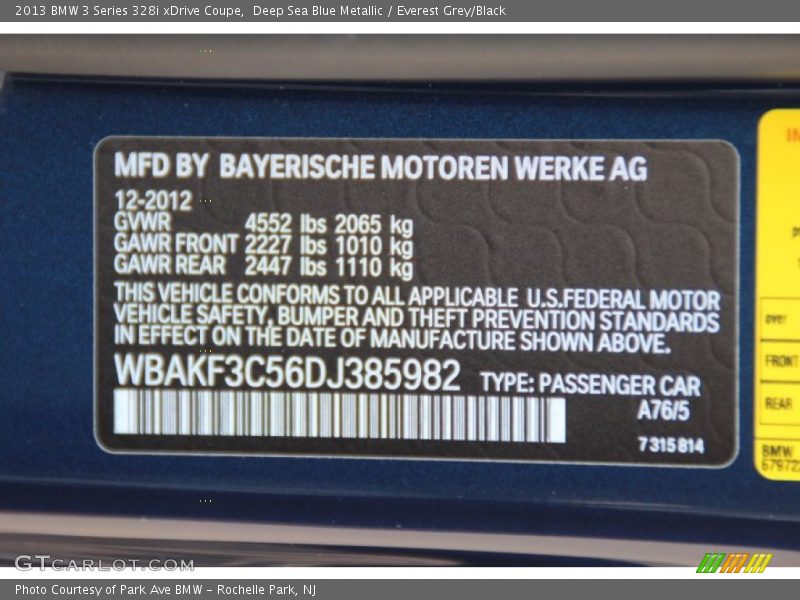 2013 BMW 3 Series 328i xDrive Coupe,  Deep Sea Blue Metallic / Everest Grey/Black
MFD BY BAYERISCHE MOTOREN WERKE AG
12-2012
GVWR 4552 lbs 2065 kg
GAWR FRONT 2227 lbs 1010 kg
GAWR REAR 2447 lbs 1110 kg
THIS VEHICLE CONFORMS TO ALL APPLICABLE U.S.FEDERAL MOTOR
VEHICLE SAFETY, BUMPER AND THEFT PREVENTION STANDARDS
IN EFFECT ON THE DATE OF MANUFACTURE SHOWN ABOVE.
WBAKF3C56DJ385982 TYPE: PASSENGER CAR
A76/5
7 315 814
FRONT
REAR
BMW
GTCARLOT.COM
Photo Courtesy of Park Ave BMW - Rochelle Park, NJ